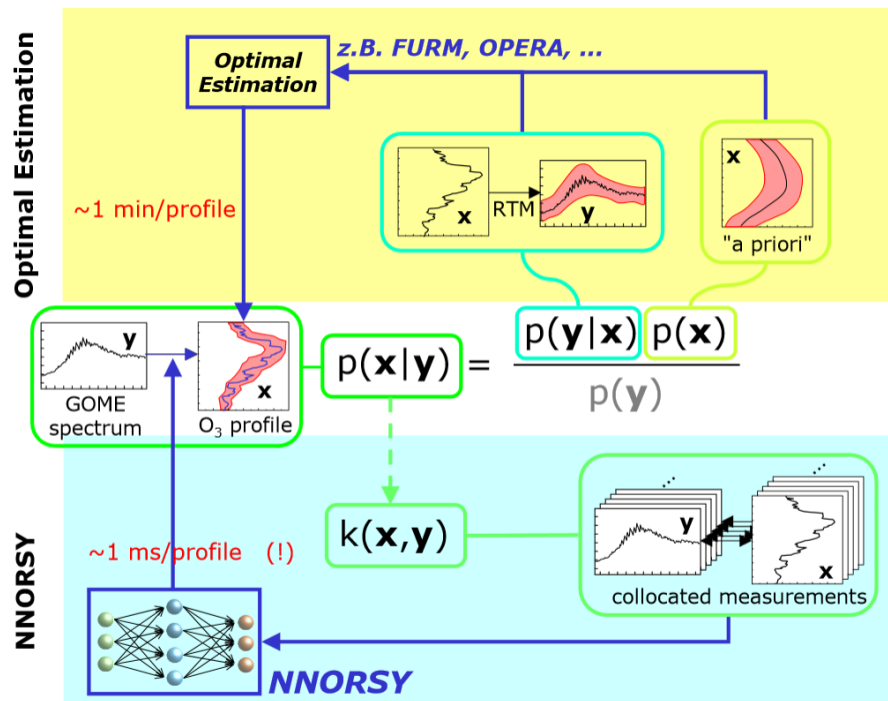 Optimal Estimation
Optimal
Estimation
z.B. FURM, OPERA, ...
~1 min/profile
x
RTM
y
x
"a priori"
y
GOME
spectrum
x
O₃ profile
p(x|y) = p(y|x) p(x)
p(y)
NNORSY
~1 ms/profile (!)
k(x,y)
...
...
y
x
collocated measurements
NNORSY